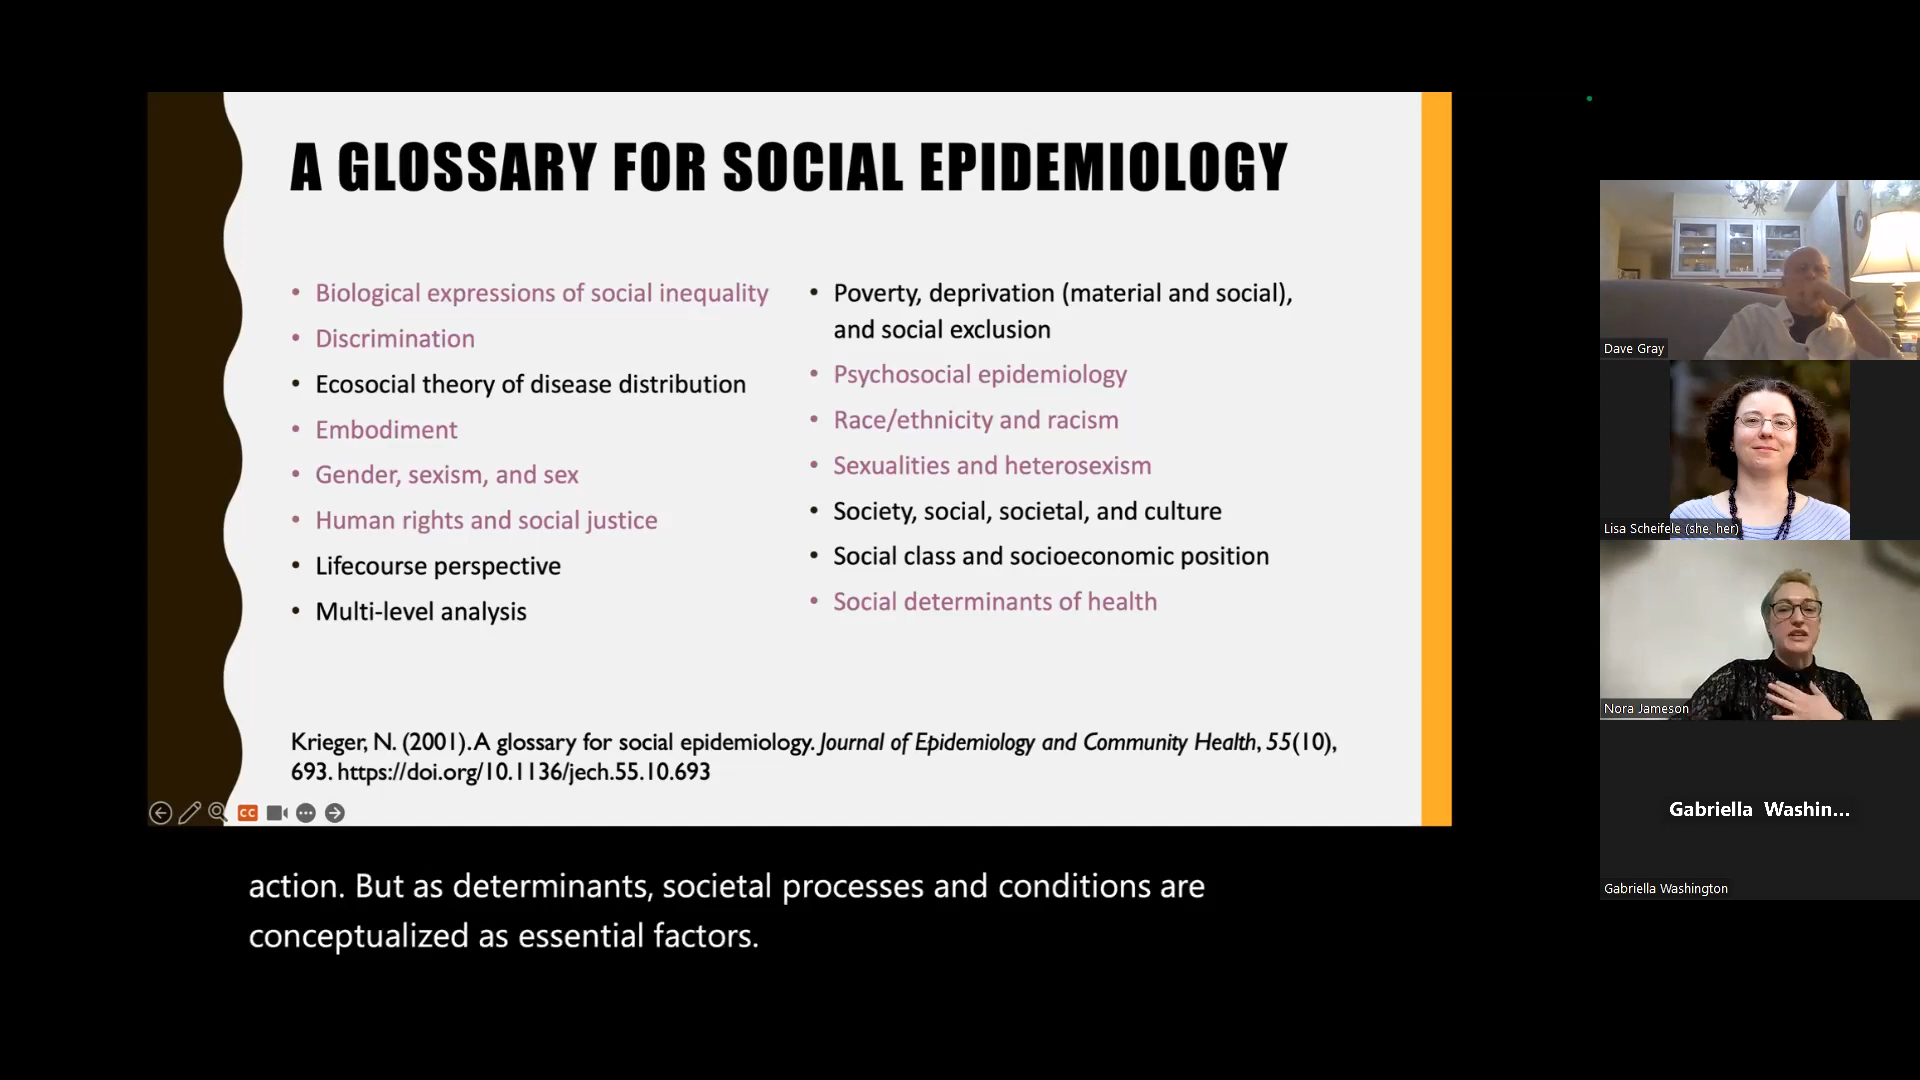 A GLOSSARY FOR SOCIAL EPIDEMIOLOGY
• Biological expressions of social inequality
• Discrimination
• Ecosocial theory of disease distribution
• Embodiment
• Gender, sexism, and sex
• Human rights and social justice
• Lifecourse perspective
• Multi-level analysis
• Poverty, deprivation (material and social),
and social exclusion
• Psychosocial epidemiology
• Race/ethnicity and racism
• Sexualities and heterosexism
• Society, social, societal, and culture
• Social class and socioeconomic position
• Social determinants of health
Krieger, N. (2001). A glossary for social epidemiology. Journal of Epidemiology and Community Health, 55(10),
693. https://doi.org/10.1136/jech.55.10.693
CC
action. But as determinants, societal processes and conditions are
conceptualized as essential factors.
Dave Gray
Lisa Scheifele (she, her)
Nora Jameson
Gabriella Washin...
Gabriella Washington